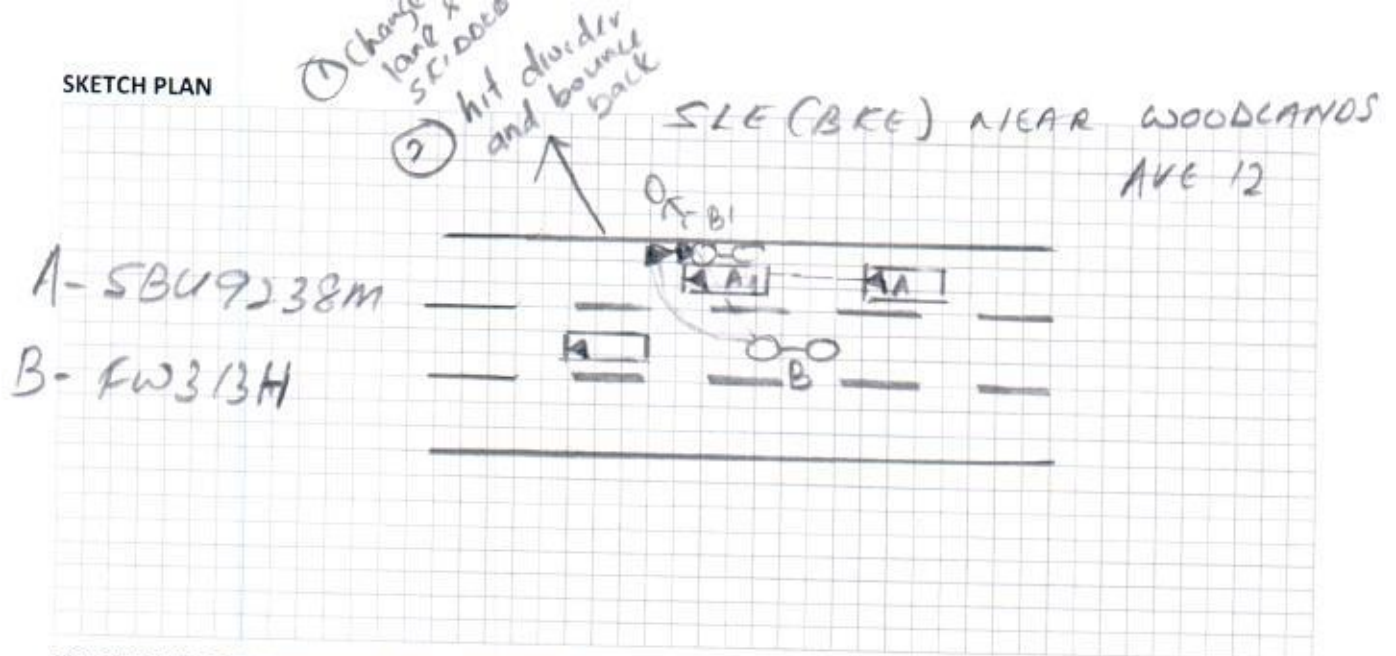 ① Change
lane &
SKIDDED
② hit divider
and bounce
back
SKETCH PLAN
SLE (BKE) NEAR WOODLANDS
AVE 12
B1
A1
A
A- SBU9238M
B
B- FW313H